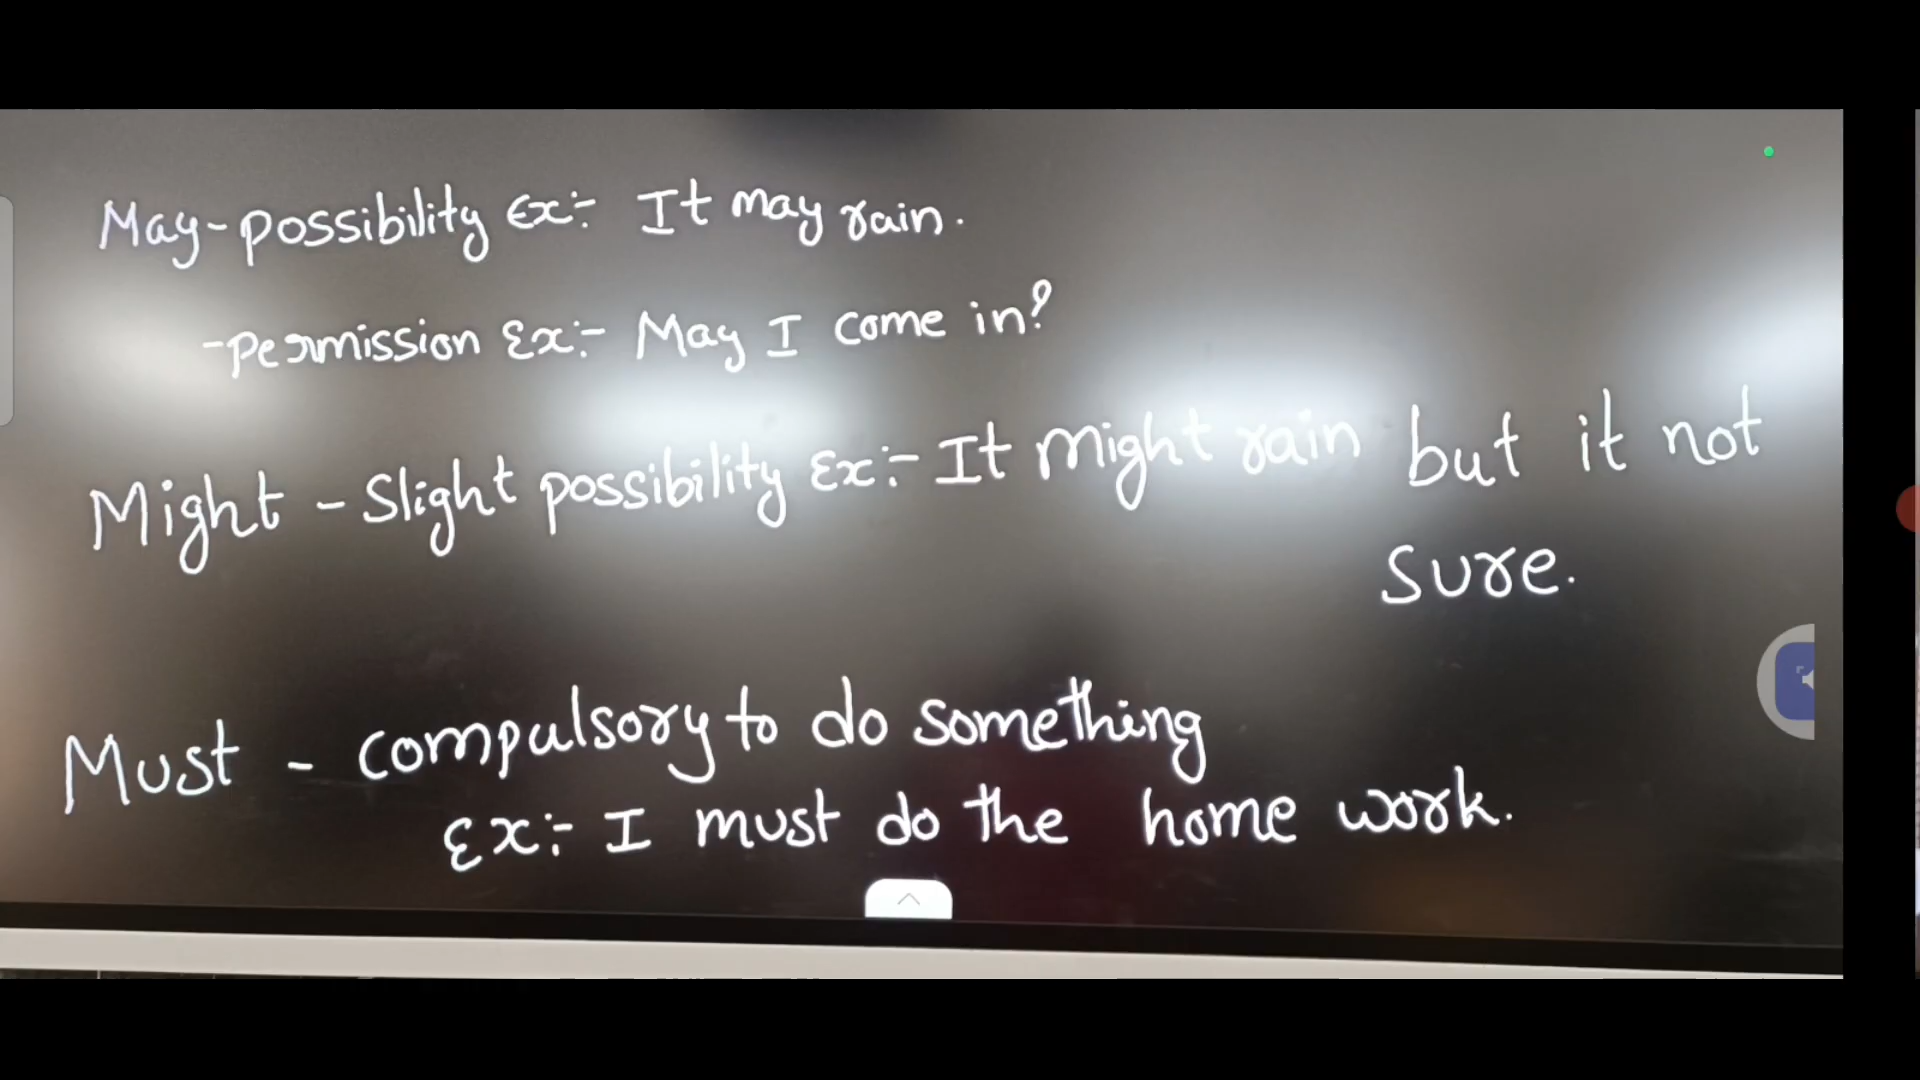 May-possibility Ex:- It may rain.
-permission Ex:- May I come in?
Might - Slight possibility Ex:- It Might rain but it not
sure.
Must - compulsory to do something
Ex:- I must do the home work.